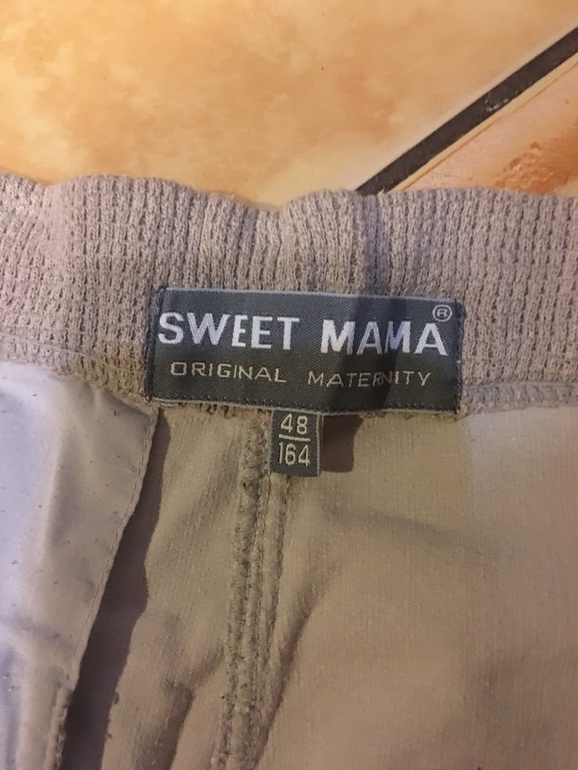 SWEET MAMA ®
ORIGINAL MATERNITY
48
164